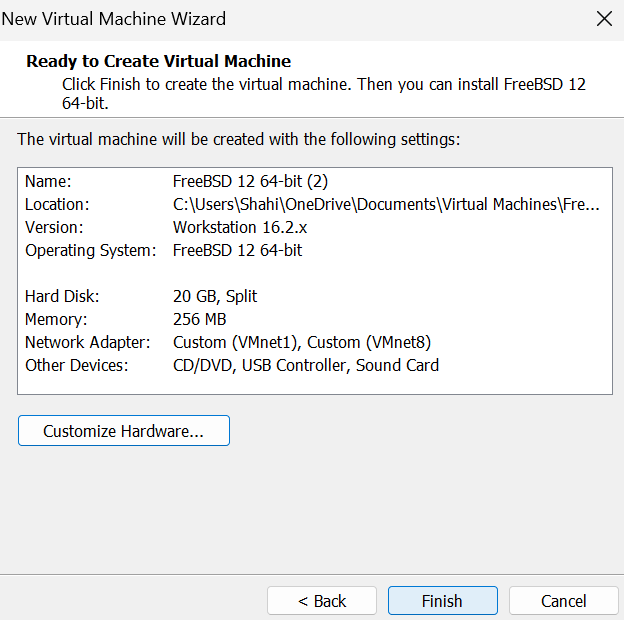 New Virtual Machine Wizard
Ready to Create Virtual Machine
Click Finish to create the virtual machine. Then you can install FreeBSD 12
64-bit.
The virtual machine will be created with the following settings:
Name: FreeBSD 12 64-bit (2)
Location: C:\Users\Shahi\OneDrive\Documents\Virtual Machines\Fre...
Version: Workstation 16.2.x
Operating System: FreeBSD 12 64-bit
Hard Disk: 20 GB, Split
Memory: 256 MB
Network Adapter: Custom (VMnet1), Custom (VMnet8)
Other Devices: CD/DVD, USB Controller, Sound Card
Customize Hardware...
< Back Finish Cancel